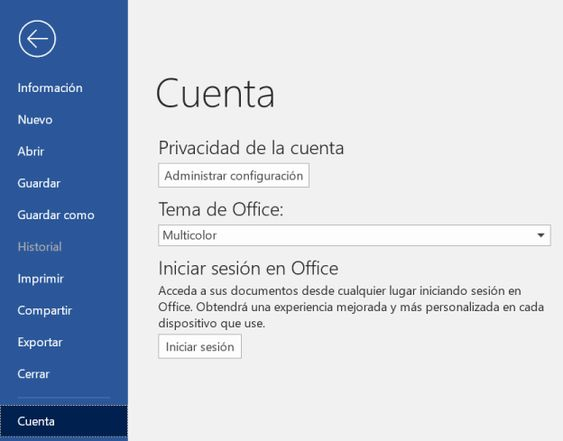 Información
Nuevo
Abrir
Guardar
Guardar como
Historial
Imprimir
Compartir
Exportar
Cerrar
Cuenta
Cuenta
Privacidad de la cuenta
Administrar configuración
Tema de Office:
Multicolor
Iniciar sesión en Office
Acceda a sus documentos desde cualquier lugar iniciando sesión en
Office. Obtendrá una experiencia mejorada y más personalizada en cada
dispositivo que use.
Iniciar sesión